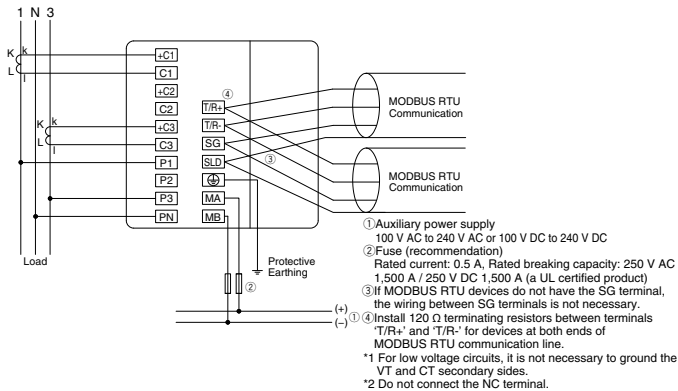 1 N 3
K k
L l
K k
L l
+C1
C1
+C2
C2
+C3
C3
P1
P2
P3
PN
④
T/R+
T/R-
SG
③
SLD
MA
MB
MODBUS RTU
Communication
MODBUS RTU
Communication
Load
Protective
Earthing
②
(+)
(−) ①
①Auxiliary power supply
100 V AC to 240 V AC or 100 V DC to 240 V DC
②Fuse (recommendation)
Rated current: 0.5 A, Rated breaking capacity: 250 V AC
1,500 A / 250 V DC 1,500 A (a UL certified product)
③If MODBUS RTU devices do not have the SG terminal,
the wiring between SG terminals is not necessary.
④Install 120 Ω terminating resistors between terminals
‘T/R+’ and ‘T/R-’ for devices at both ends of
MODBUS RTU communication line.
*1 For low voltage circuits, it is not necessary to ground the
VT and CT secondary sides.
*2 Do not connect the NC terminal.